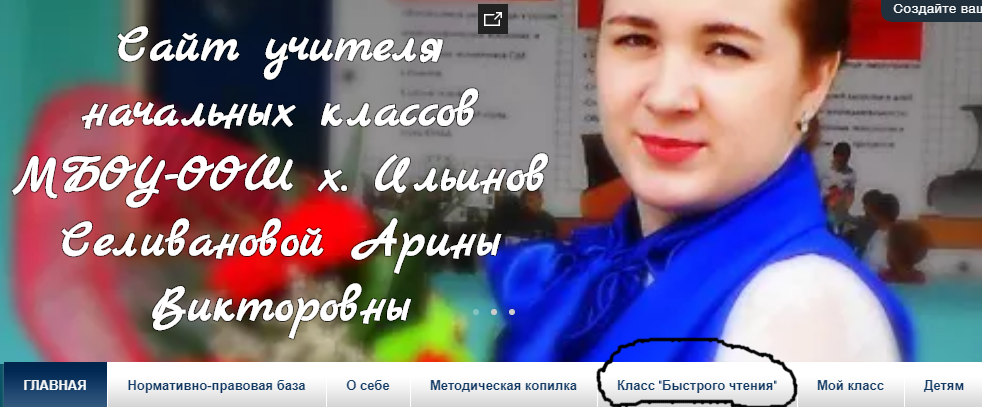 Создайте ваш
Сайт учителя
начальных классов
МБОУ-ООШ х. Ильинов
Селивановой Арины
Викторовны
ГЛАВНАЯ
Нормативно-правовая база
О себе
Методическая копилка
Класс "Быстрого чтения"
Мой класс
Детям